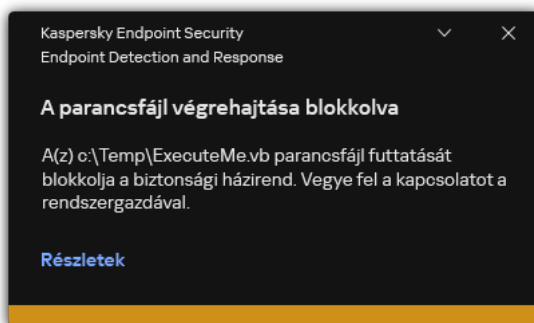 Kaspersky Endpoint Security
Endpoint Detection and Response
A parancsfájl végrehajtása blokkolva
A(z) c:\Temp\ExecuteMe.vb parancsfájl futtatását
blokkolja a biztonsági házirend. Vegye fel a kapcsolatot a
rendszergazdával.
Részletek